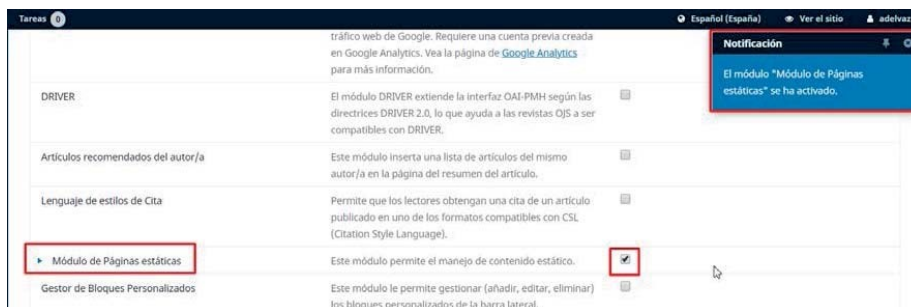 Tareas 0
Español (España) Ver el sitio adelvaz
tráfico web de Google. Requiere una cuenta previa creada
en Google Analytics. Vea la página de Google Analytics
para más información.
Notificación
El módulo "Módulo de Páginas
estáticas" se ha activado.
DRIVER
El módulo DRIVER extiende la interfaz OAI-PMH según las
directrices DRIVER 2.0, lo que ayuda a las revistas OJS a ser
compatibles con DRIVER.
Artículos recomendados del autor/a
Este módulo inserta una lista de artículos del mismo
autor/a en la página del resumen del artículo.
Lenguaje de estilos de Cita
Permite que los lectores obtengan una cita de un artículo
publicado en uno de los formatos compatibles con CSL
(Citation Style Language).
Módulo de Páginas estáticas
Este módulo permite el manejo de contenido estático.
Gestor de Bloques Personalizados
Este módulo le permite gestionar (añadir, editar, eliminar)
los bloques personalizados de la barra lateral.